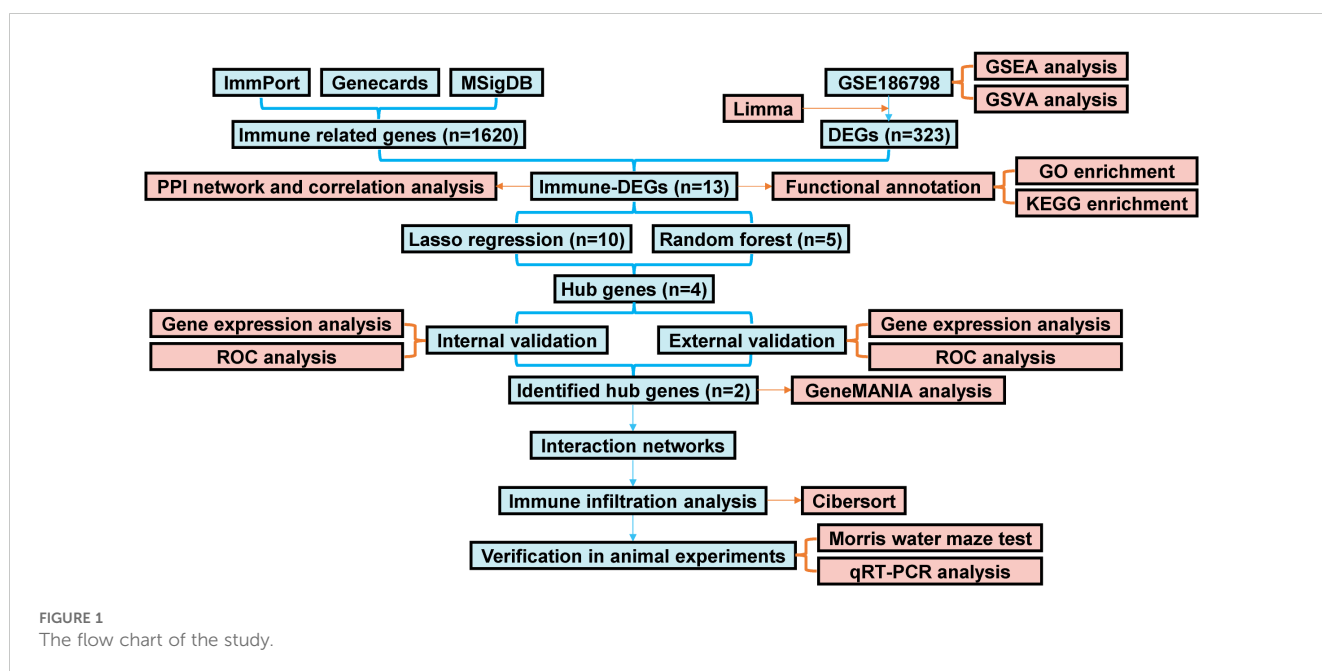 ImmPort
Genecards
MSigDB
GSE186798
GSEA analysis
GSVA analysis
Limma
Immune related genes (n=1620)
DEGs (n=323)
PPI network and correlation analysis
Immune-DEGs (n=13)
Functional annotation
GO enrichment
KEGG enrichment
Lasso regression (n=10)
Random forest (n=5)
Hub genes (n=4)
Gene expression analysis
ROC analysis
Internal validation
External validation
Gene expression analysis
ROC analysis
Identified hub genes (n=2)
GeneMANIA analysis
Interaction networks
Immune infiltration analysis
Cibersort
Verification in animal experiments
Morris water maze test
qRT-PCR analysis
FIGURE 1
The flow chart of the study.